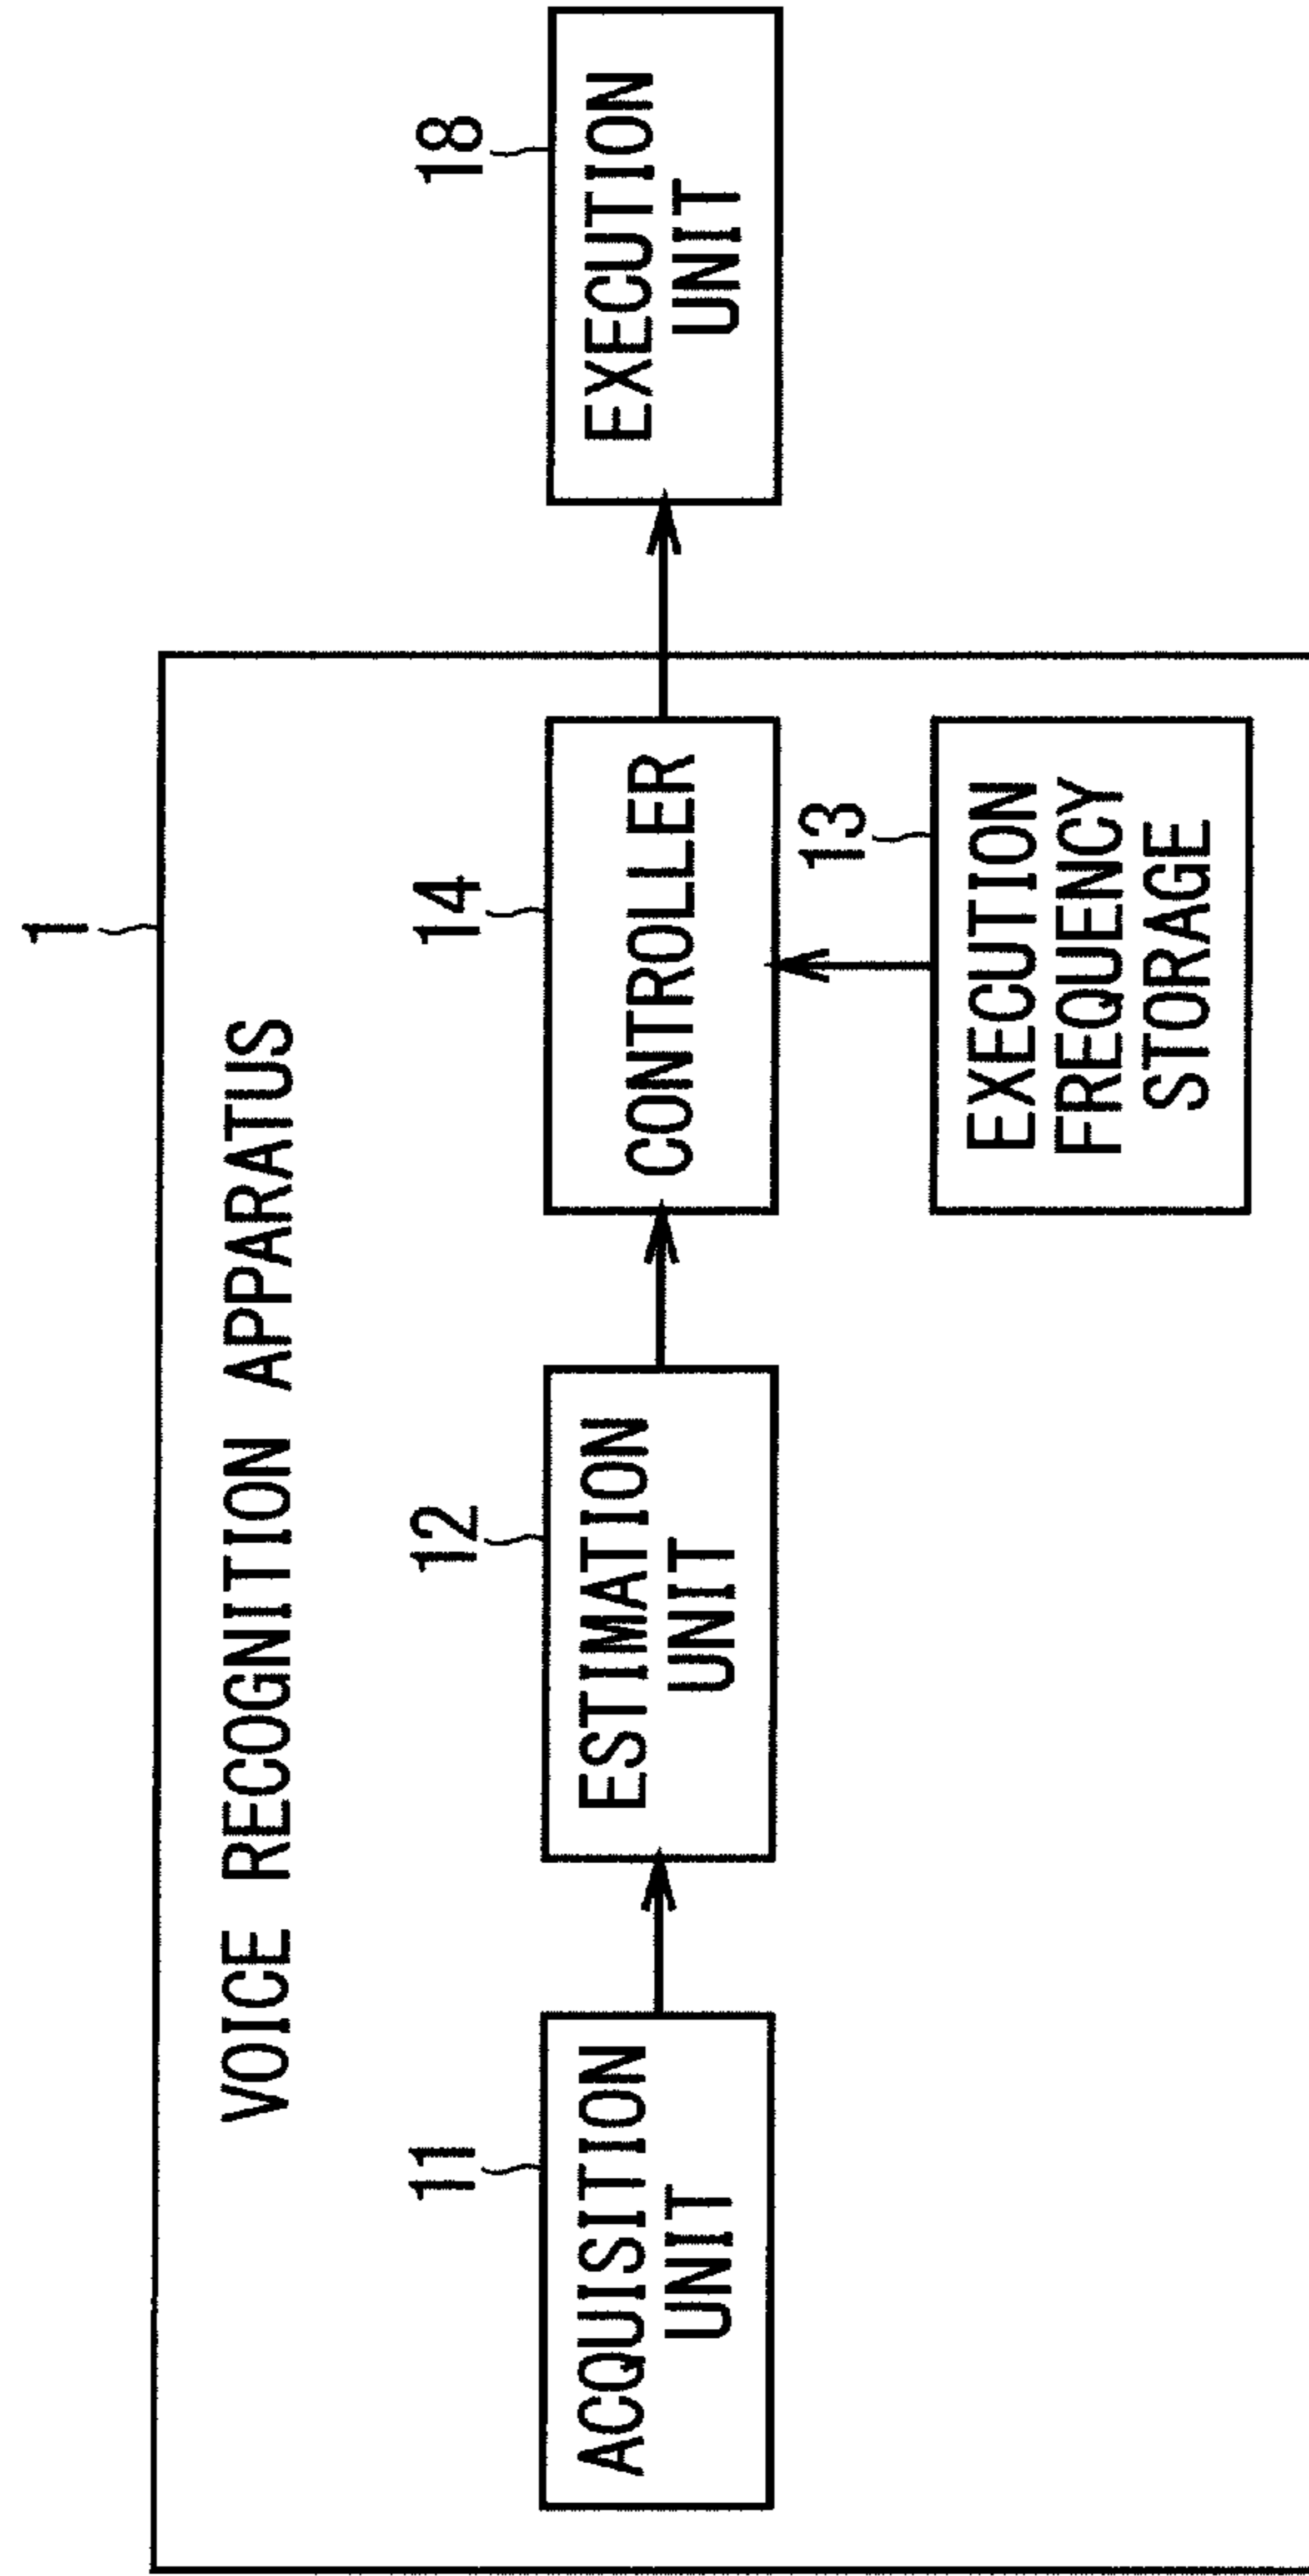 1
VOICE RECOGNITION APPARATUS
11
ACQUISITION
UNIT
12
ESTIMATION
UNIT
14
CONTROLLER
18
EXECUTION
UNIT
13
EXECUTION
FREQUENCY
STORAGE